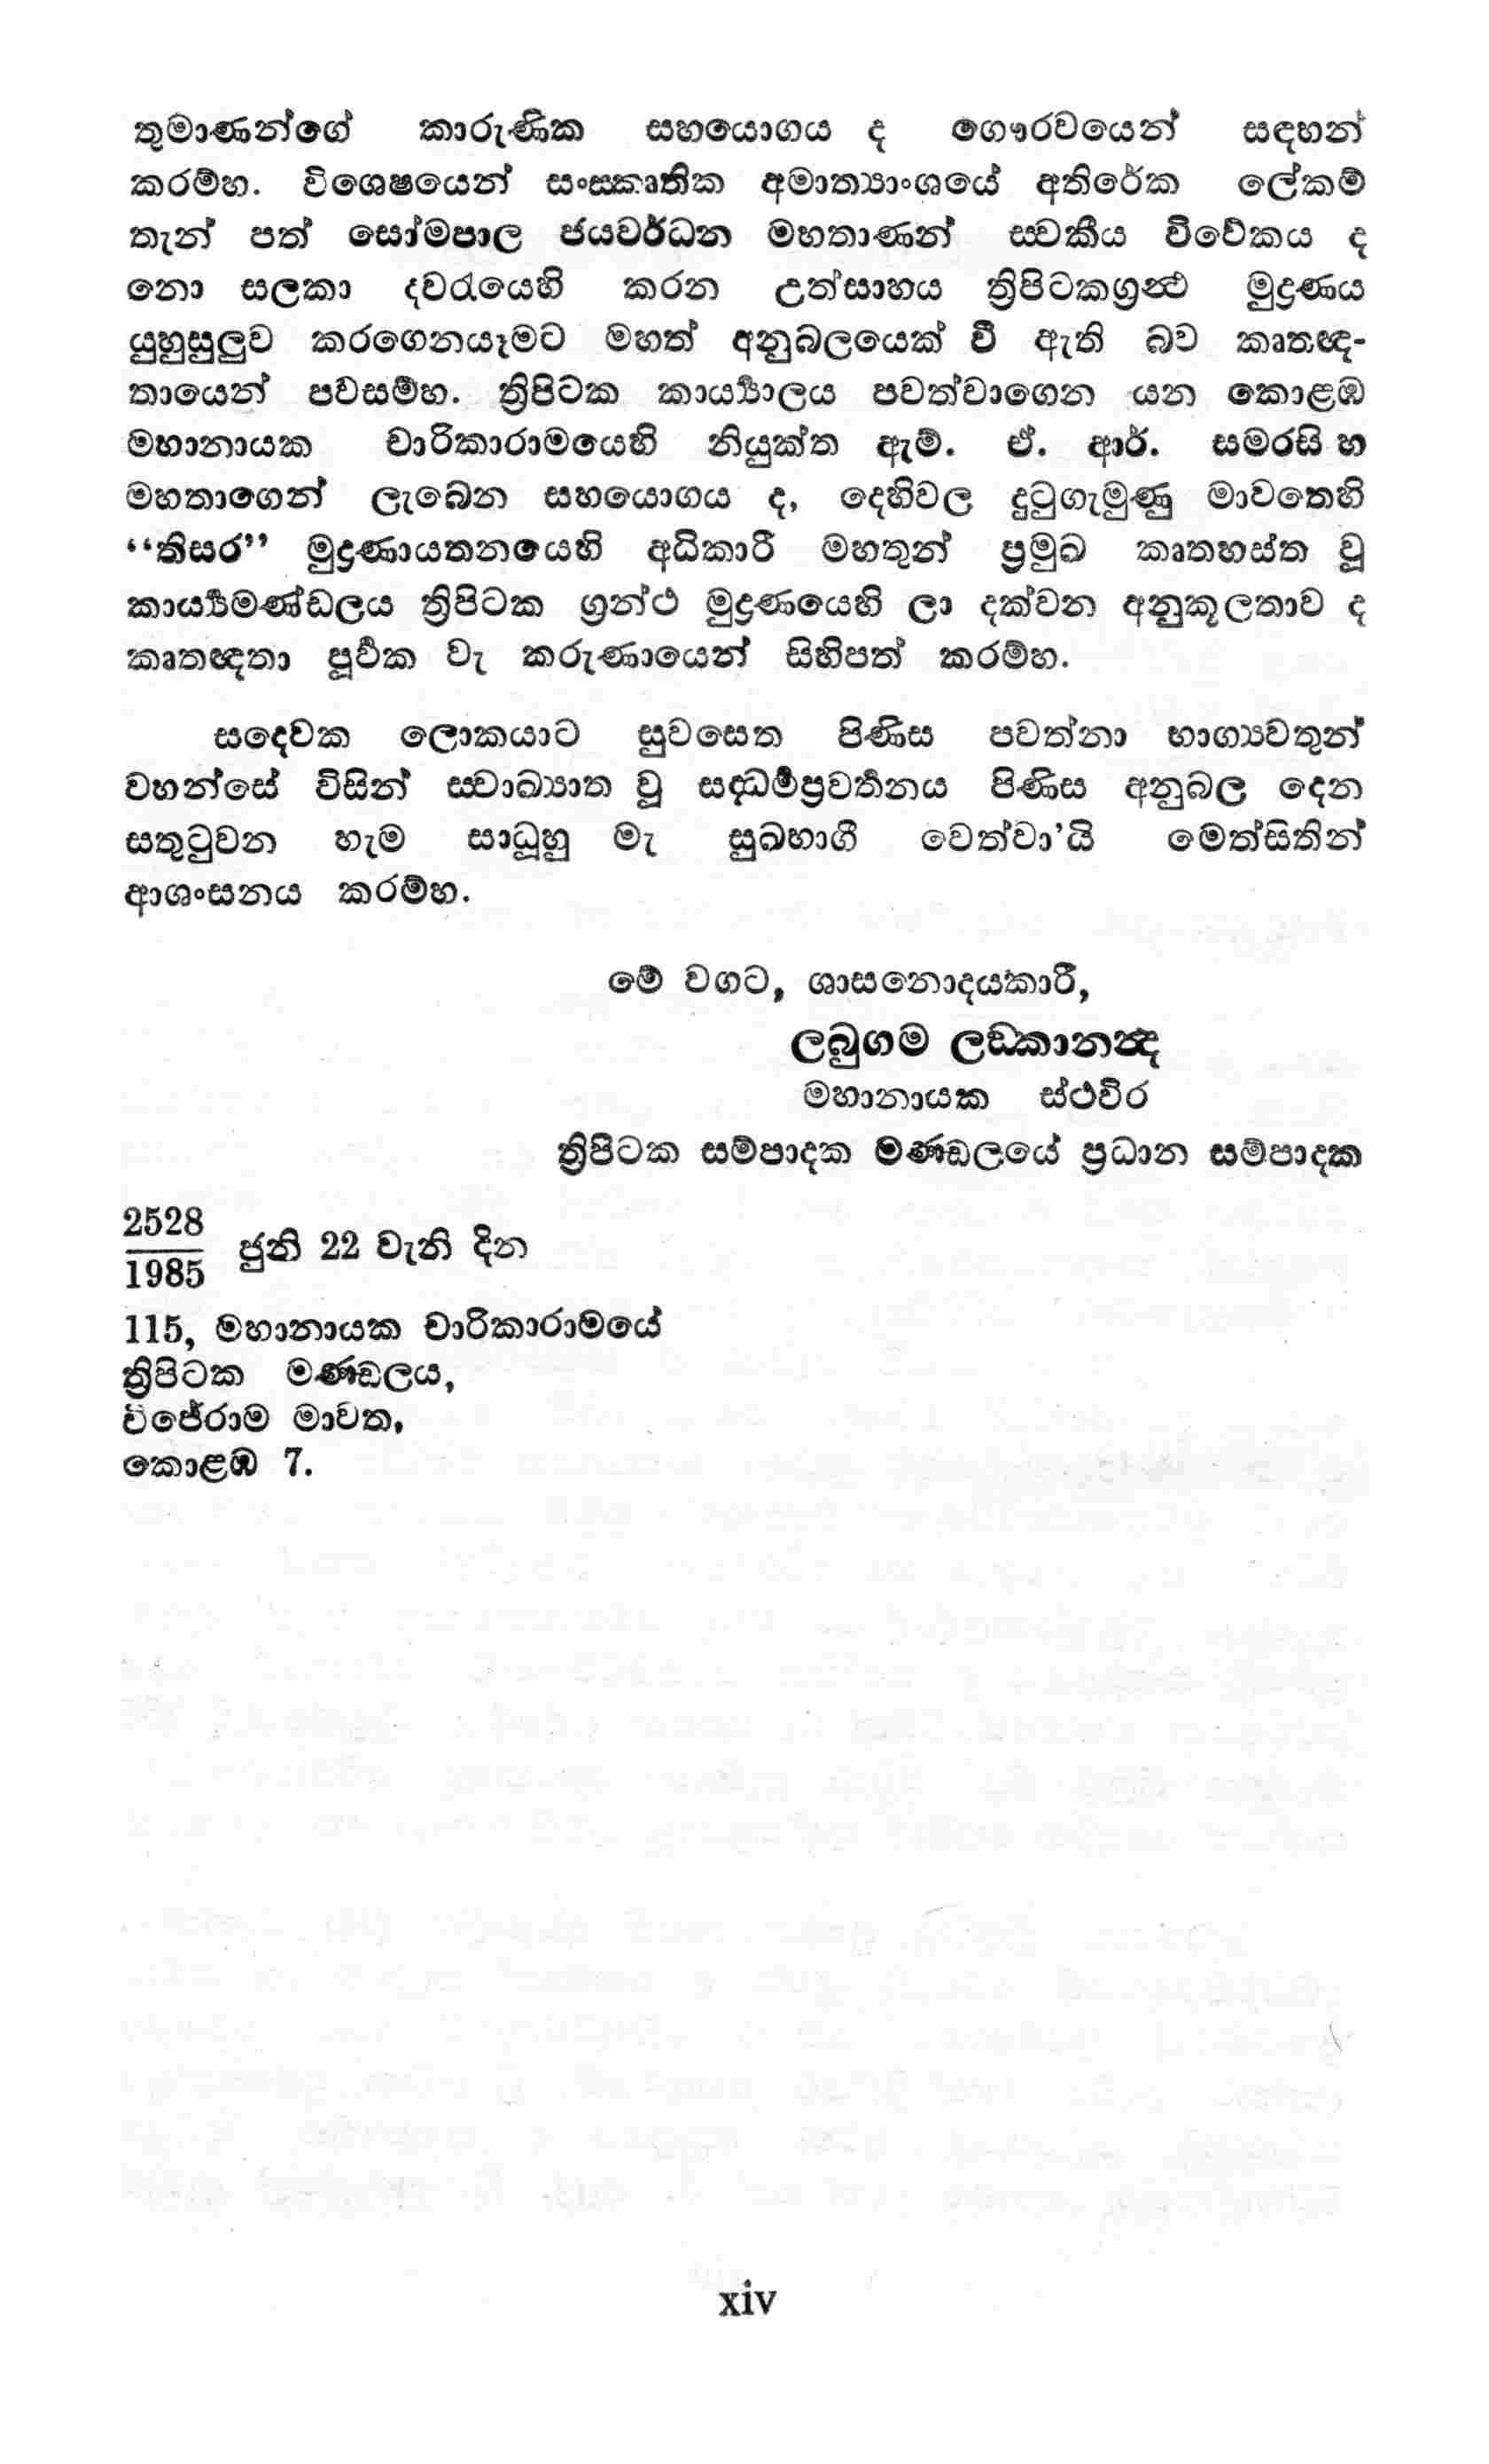 තුමාණන්ගේ කාරුණික සහයොගය ද ගෞරවයෙන් සඳහන්
කරම්හ. විශෙෂයෙන් සංස්කෘතික අමාත්‍යාංශයේ අතිරේක ලේකම්
තැන් පත් සෝමපාල ජයවර්ධන මහතාණන් ස්වකීය විවේකය ද
නො සලකා දවරුයෙහි කරන උත්සාහය ත්‍රිපිටකග්‍රන්‍ථ මුද්‍රණය
යුහුසුලුව කරගෙනයෑමට මහත් අනුබලයෙක් වී ඇති බව කෘතඥ-
තායෙන් පවසම්හ. ත්‍රිපිටක කාර්‍ය්‍යාලය පවත්වාගෙන යන කොළඹ
මහානායක චාරිකාරාමයෙහි නියුක්ත ඇම්. ඒ. ආර්. සමරසිංහ
මහතාගෙන් ලැබෙන සහයොගය ද, දෙහිවල දුටුගැමුණු මාවතෙහි
“තිසර” මුද්‍රණායතනයෙහි අධිකාරී මහතුන් ප්‍රමුඛ කෘතහස්ත වූ
කාර්‍ය්‍යමණ්ඩලය ත්‍රිපිටක ග්‍රන්ථ මුද්‍රණයෙහි ලා දක්වන අනුකූලතාව ද
කෘතඥතා පූර්‍වක වැ කරුණායෙන් සිහිපත් කරම්හ.
සදෙවක ලොකයාට සුවසෙත පිණිස පවත්නා භාග්‍යවතුන්
වහන්සේ විසින් ස්වාඛ්‍යාත වූ සද්ධර්‍මප්‍රවර්‍තනය පිණිස අනුබල දෙන
සතුටුවන හැම සාධූහු මැ සුඛභාගී වෙත්වා’යි මෙත්සිතින්
ආශංසනය කරම්හ.
මේ වගට, ශාසනොදයකාරී,
ලබුගම ලඞ්කානන්‍ද
මහානායක ස්ථවිර
ත්‍රිපිටක සම්පාදක මණ්ඩලයේ ප්‍රධාන සම්පාදක
2528
1985 ජුනි 22 වැනි දින
115, මහානායක චාරිකාරාමයේ
ත්‍රිපිටක මණ්ඩලය,
විජේරාම මාවත,
කොළඹ 7.
xiv